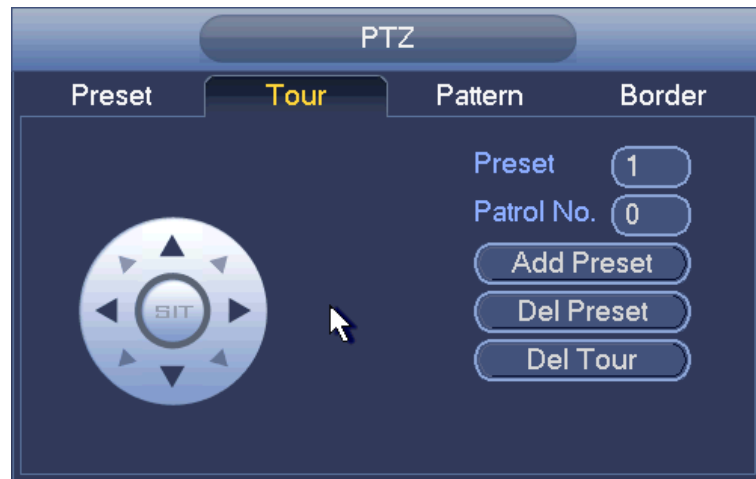 PTZ
Preset Tour Pattern Border
Preset 1
Patrol No. 0
Add Preset
SIT Del Preset
Del Tour